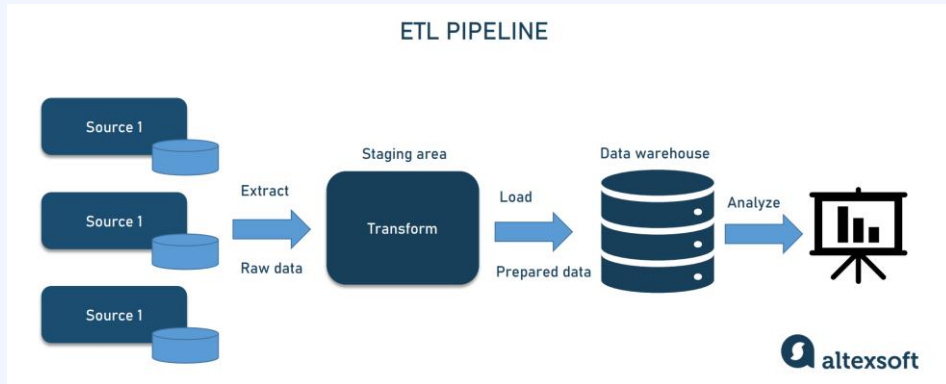 ETL PIPELINE
Source 1
Source 1
Source 1
Extract
Raw data
Staging area
Transform
Load
Prepared data
Data warehouse
Analyze
altexsoft